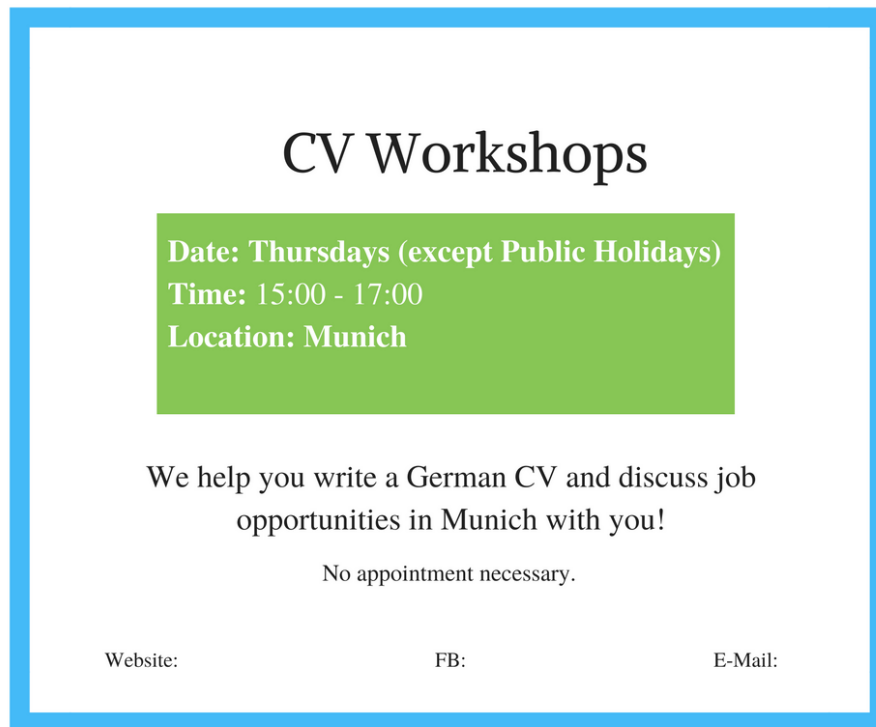 CV Workshops
Date: Thursdays (except Public Holidays)
Time: 15:00 - 17:00
Location: Munich
We help you write a German CV and discuss job
opportunities in Munich with you!
No appointment necessary.
Website: FB: E-Mail: